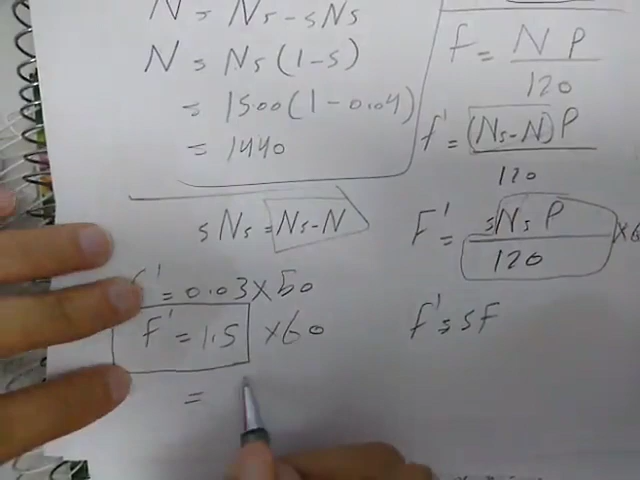 N = Ns - sNs
N = Ns (1 - s)
= 1500 (1 - 0.04)
= 1440
sNs = Ns - N
f' = 0.03 × 50
F' = 1.5 × 60
=
f = N P / 120
f' = (Ns - N) P / 120
F' = sNs P / 120 × 6
f' = sF